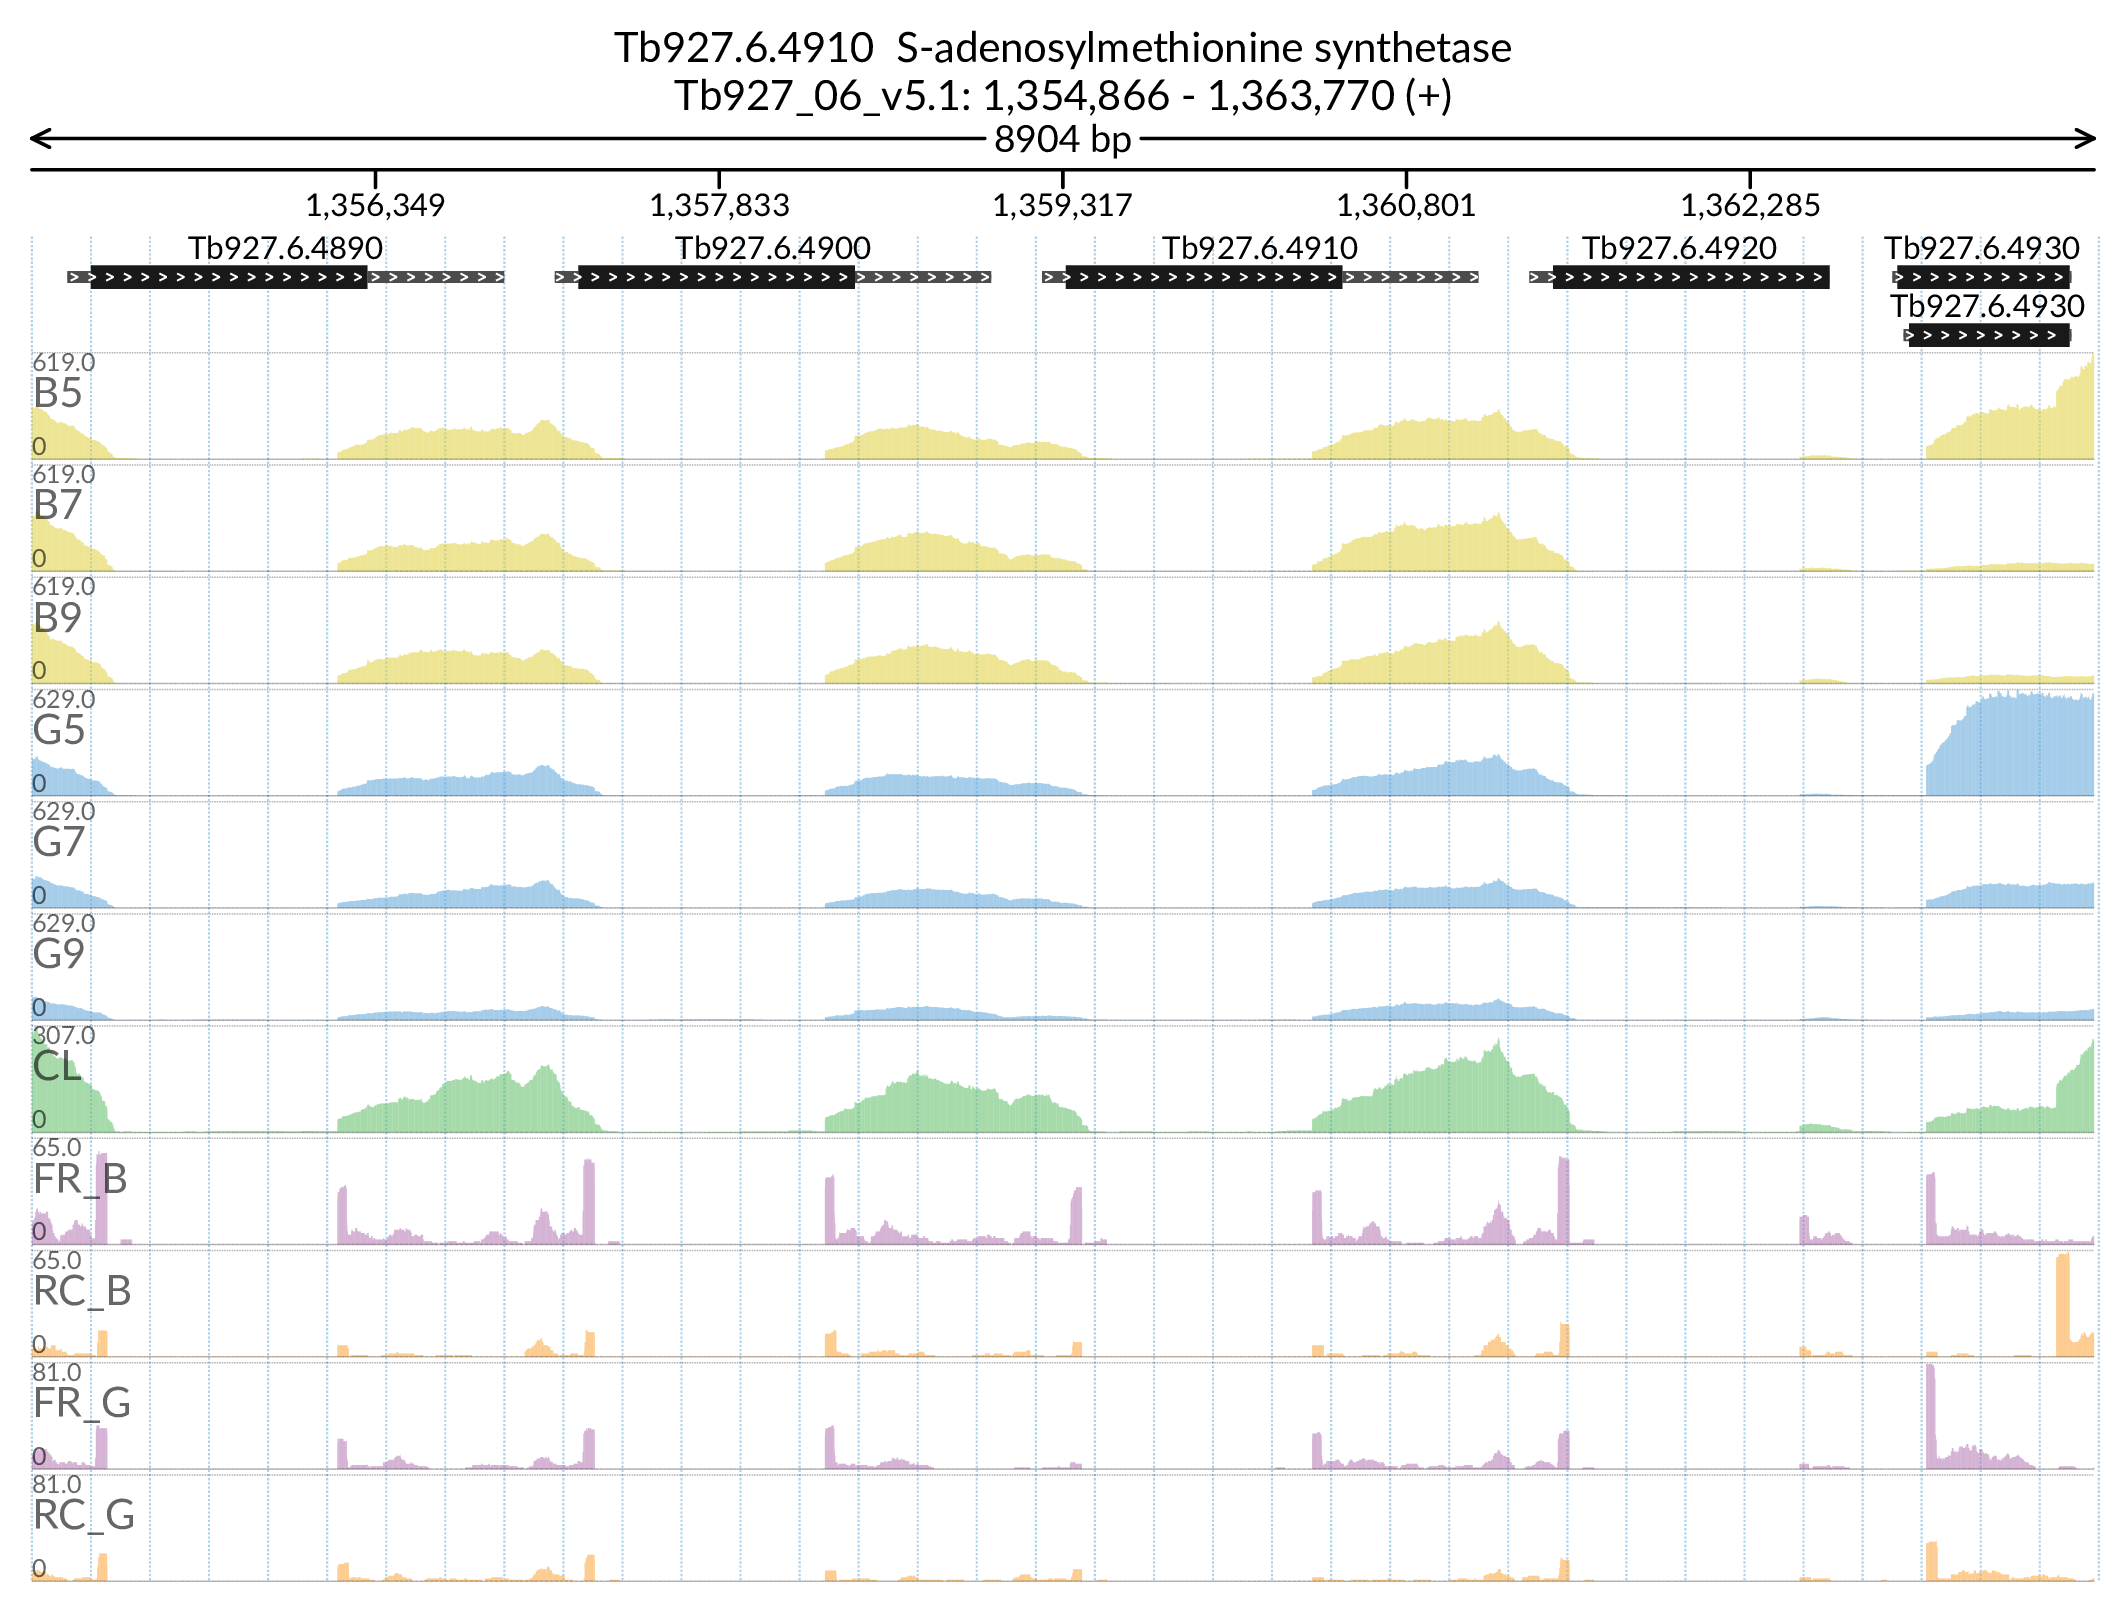 Tb927.6.4910  S-adenosylmethionine synthetase
Tb927_06_v5.1: 1,354,866 - 1,363,770 (+)
8904 bp
1,356,349 1,357,833 1,359,317 1,360,801 1,362,285
Tb927.6.4890 Tb927.6.4900 Tb927.6.4910 Tb927.6.4920 Tb927.6.4930
Tb927.6.4930
619.0
B5
0
619.0
B7
0
619.0
B9
0
629.0
G5
0
629.0
G7
0
629.0
G9
0
307.0
CL
0
65.0
FR_B
0
65.0
RC_B
0
81.0
FR_G
0
81.0
RC_G
0